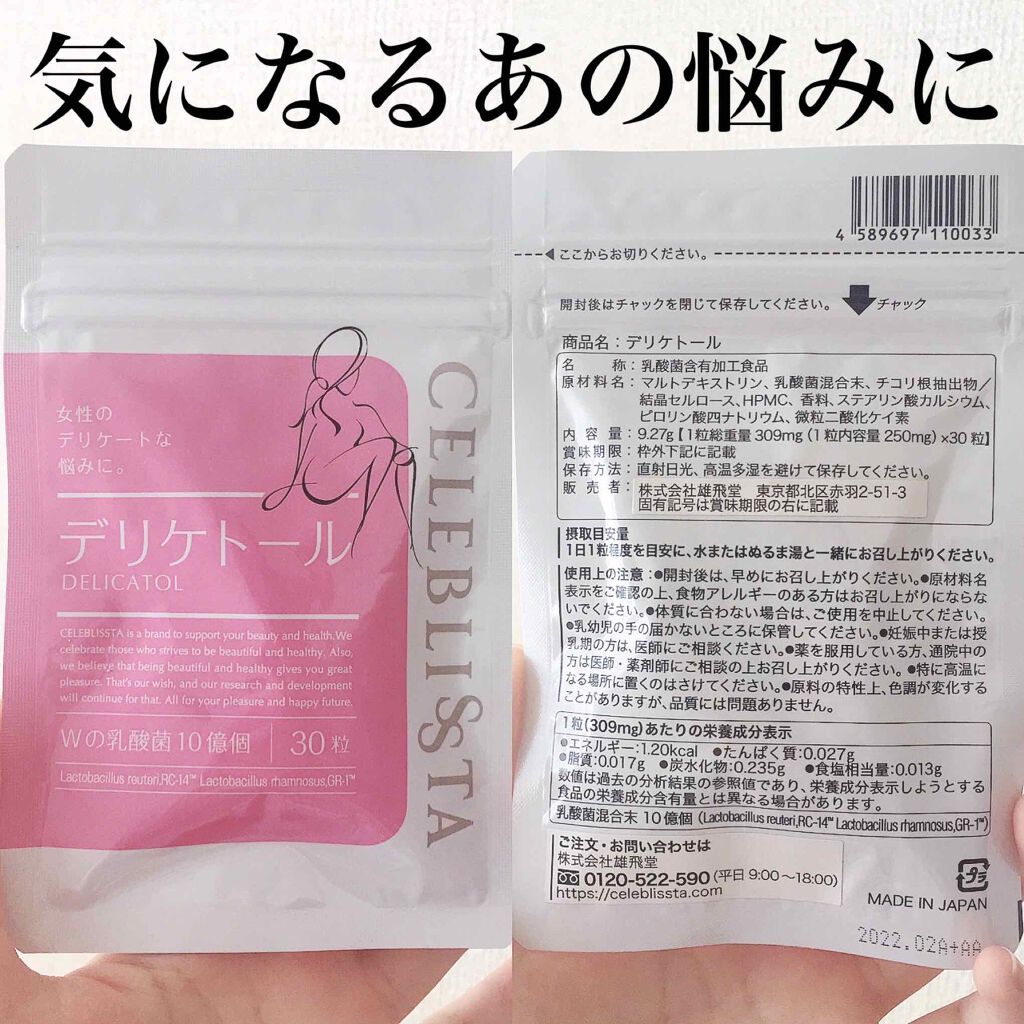 気になるあの悩みに
女性の
デリケートな
悩みに。
デリケトール
DELICATOL
CELEBLISSTA is a brand to support your beauty and health.We
celebrate those who strives to be beautiful and healthy. Also,
we believe that being beautiful and healthy gives you great
pleasure. That's our wish, and our research and development
will continue for that. All for your pleasure and happy future.
Wの乳酸菌10億個 30粒
Lactobacillus reuteri,RC-14™ Lactobacillus rhamnosus,GR-1™
CELEBLISSTA
4 589697 110033
ここからお切りください。
開封後はチャックを閉じて保存してください。 チャック
商品名:デリケトール
名 称:乳酸菌含有加工食品
原材料名:マルトデキストリン、乳酸菌混合末、チコリ根抽出物/
結晶セルロース、HPMC、香料、ステアリン酸カルシウム、
ピロリン酸四ナトリウム、微粒二酸化ケイ素
内 容 量:9.27g【1粒総重量 309mg (1粒内容量 250mg) ×30粒】
賞味期限:枠外下記に記載
保存方法:直射日光、高温多湿を避けて保存してください。
販 売 者:株式会社雄飛堂 東京都北区赤羽2-51-3
固有記号は賞味期限の右に記載
摂取目安量
1日1粒程度を目安に、水またはぬるま湯と一緒にお召し上がりください。
使用上の注意:●開封後は、早めにお召し上がりください。●原材料名
表示をご確認の上、食物アレルギーのある方はお召し上がりにならな
いでください。●体質に合わない場合は、ご使用を中止してください。
●乳幼児の手の届かないところに保管してください。●妊娠中または授
乳期の方は、医師にご相談ください。●薬を服用している方、通院中の
方は医師・薬剤師にご相談の上お召し上がりください。●特に高温に
なる場所に置くのはさけてください。●原料の特性上、色調が変化する
ことがありますが、品質には問題ありません。
1粒(309mg)あたりの栄養成分表示
●エネルギー:1.20kcal ●たんぱく質:0.027g
●脂質:0.017g ●炭水化物:0.235g ●食塩相当量:0.013g
数値は過去の分析結果の参照値であり、栄養成分表示しようとする
食品の栄養成分含有量とは異なる場合があります。
乳酸菌混合末 10億個 (Lactobacillus reuteri,RC-14™ Lactobacillus rhamnosus,GR-1™)
ご注文・お問い合わせは
株式会社雄飛堂
0120-522-590 (平日 9:00〜18:00)
https://celeblissta.com
プラ
MADE IN JAPAN
2022.02A+AA